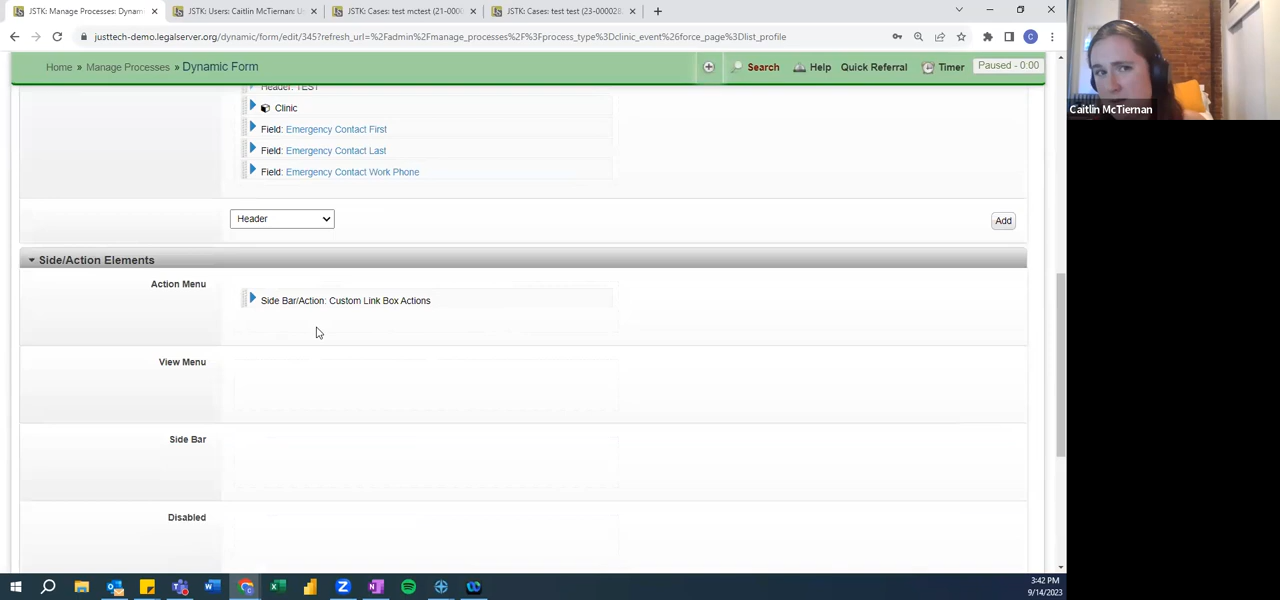 JSTK: Manage Processes: Dynami
JSTK: Users: Caitlin McTiernan: U
JSTK: Cases: test mctest (21-000
JSTK: Cases: test test (23-000028
justtech-demo.legalserver.org/dynamic/form/edit/345?refresh_url=%2Fadmin%2Fmanage_processes%2F%3Fprocess_type%3Dclinic_event%26force_page%3Dlist_profile
Home » Manage Processes » Dynamic Form
Search
Help
Quick Referral
Timer
Paused - 0:00
Caitlin McTiernan
Header: TEST
Clinic
Field: Emergency Contact First
Field: Emergency Contact Last
Field: Emergency Contact Work Phone
Header
Add
Side/Action Elements
Action Menu
Side Bar/Action: Custom Link Box Actions
View Menu
Side Bar
Disabled
3:42 PM
9/14/2023